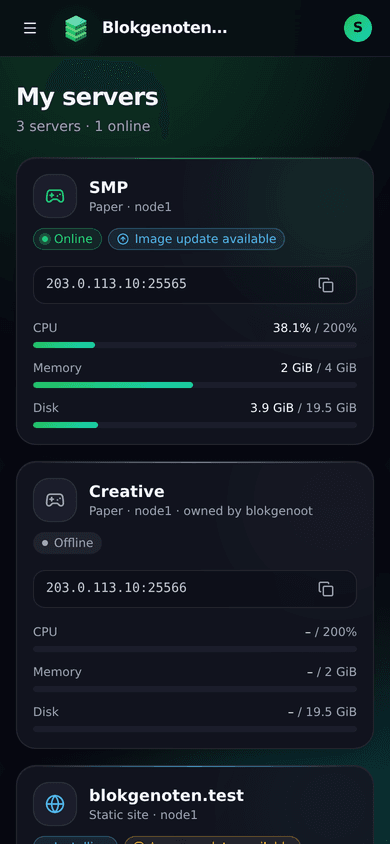 Blokgenoten…
S
My servers
3 servers · 1 online
SMP
Paper · node1
Online
Image update available
203.0.113.10:25565
CPU 38.1% / 200%
Memory 2 GiB / 4 GiB
Disk 3.9 GiB / 19.5 GiB
Creative
Paper · node1 · owned by blokgenoot
Offline
203.0.113.10:25566
CPU – / 200%
Memory – / 2 GiB
Disk – / 19.5 GiB
blokgenoten.test
Static site · node1